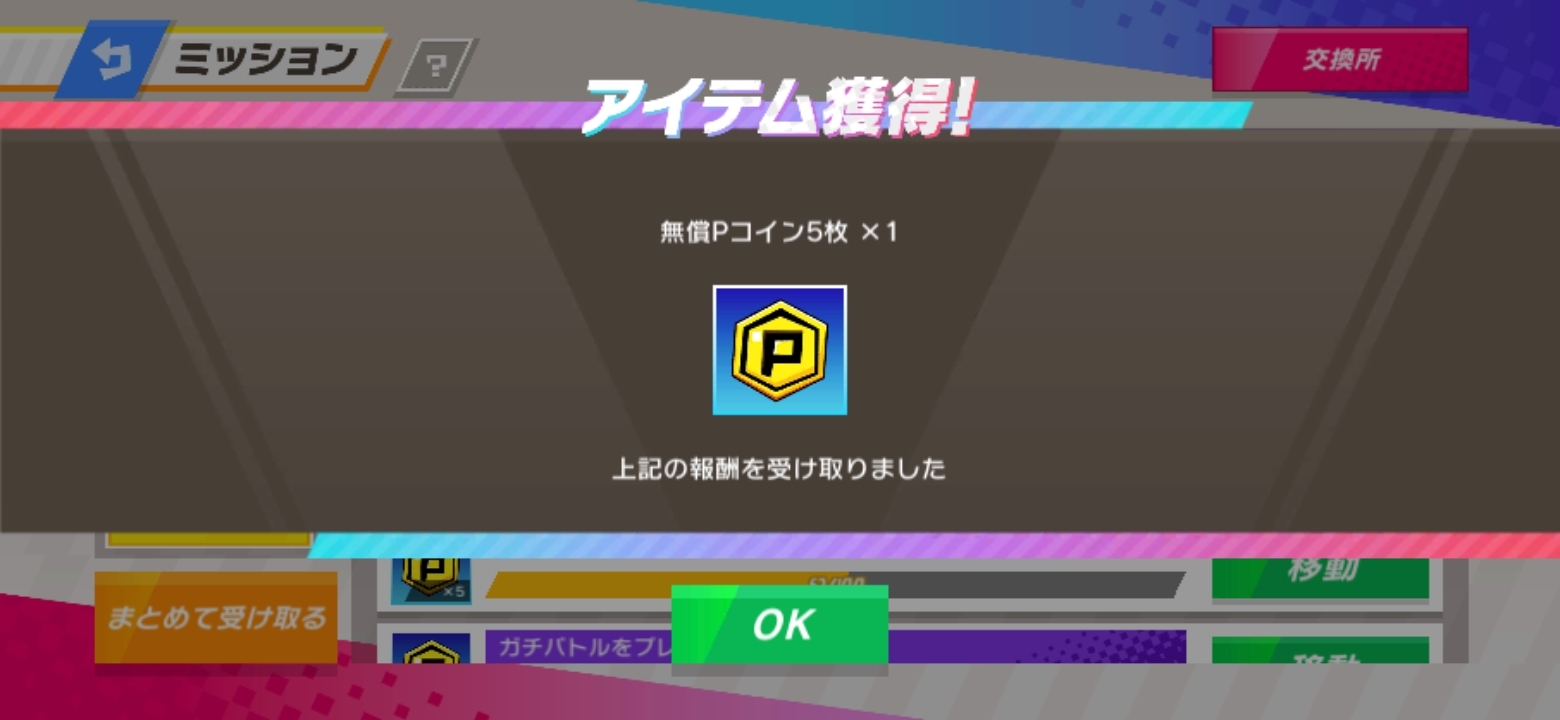 ミッション
?
交換所
アイテム獲得!
無償Pコイン5枚 ×1
P
上記の報酬を受け取りました
P
×5
移動
まとめて受け取る
OK
ガチバトルをプレ
移動